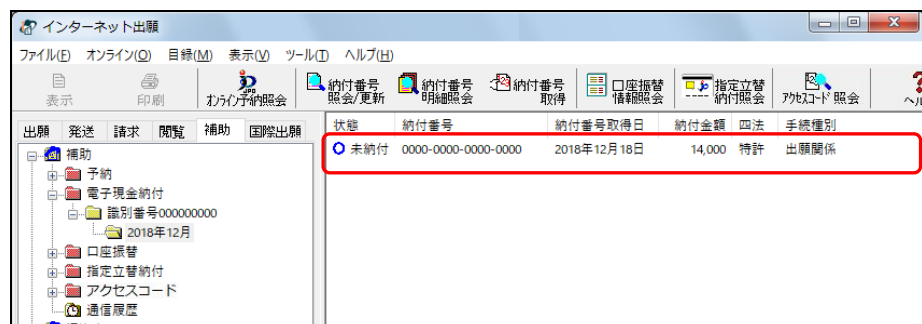 インターネット出願
ファイル(F) オンライン(O) 目録(M) 表示(V) ツール(T) ヘルプ(H)
表示 印刷 オンライン予納照会 納付番号照会/更新 納付番号明細照会 納付番号取得 口座振替情報照会 指定立替納付照会 アクセスコード照会
出願 発送 請求 閲覧 補助 国際出願
状態 納付番号 納付番号取得日 納付金額 四法 手続種別
未納付 0000-0000-0000-0000 2018年12月18日 14,000 特許 出願関係
補助
予納
電子現金納付
識別番号000000000
2018年12月
口座振替
指定立替納付
アクセスコード
通信履歴